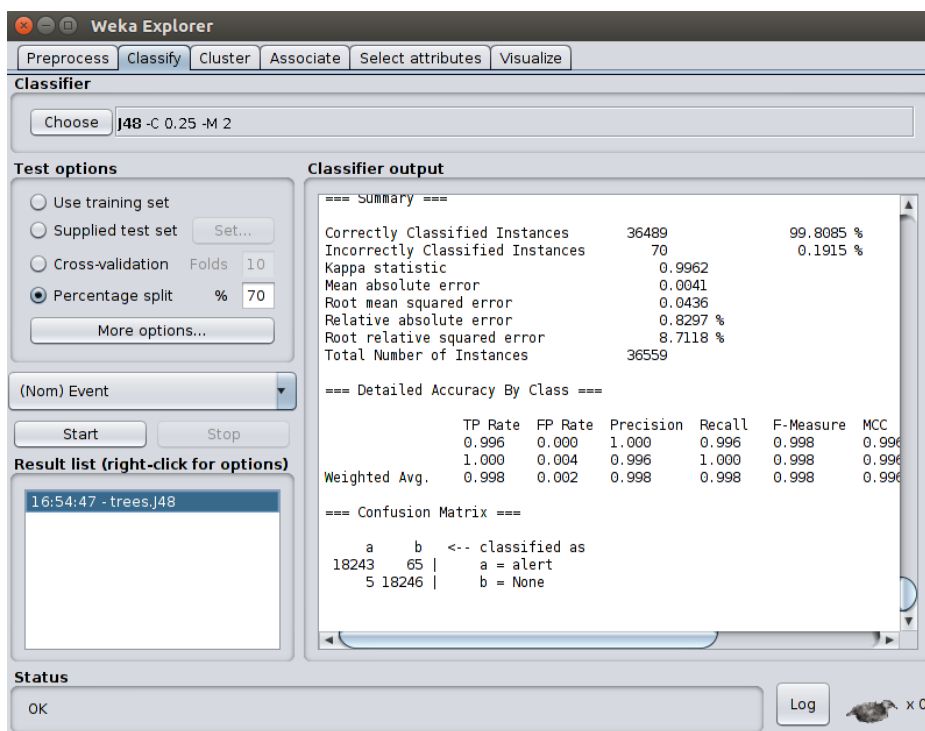 Weka Explorer
Preprocess Classify Cluster Associate Select attributes Visualize
Classifier
Choose J48 -C 0.25 -M 2
Test options
Use training set
Supplied test set Set...
Cross-validation Folds 10
Percentage split % 70
More options...
(Nom) Event
Start Stop
Result list (right-click for options)
16:54:47 - trees.J48
Classifier output
=== Summary ===
Correctly Classified Instances 36489 99.8085 %
Incorrectly Classified Instances 70 0.1915 %
Kappa statistic 0.9962
Mean absolute error 0.0041
Root mean squared error 0.0436
Relative absolute error 0.8297 %
Root relative squared error 8.7118 %
Total Number of Instances 36559
=== Detailed Accuracy By Class ===
TP Rate FP Rate Precision Recall F-Measure MCC
0.996 0.000 1.000 0.996 0.998 0.996
1.000 0.004 0.996 1.000 0.998 0.996
Weighted Avg. 0.998 0.002 0.998 0.998 0.998 0.996
=== Confusion Matrix ===
a b <-- classified as
18243 65 | a = alert
5 18246 | b = None
Status
OK
Log x 0